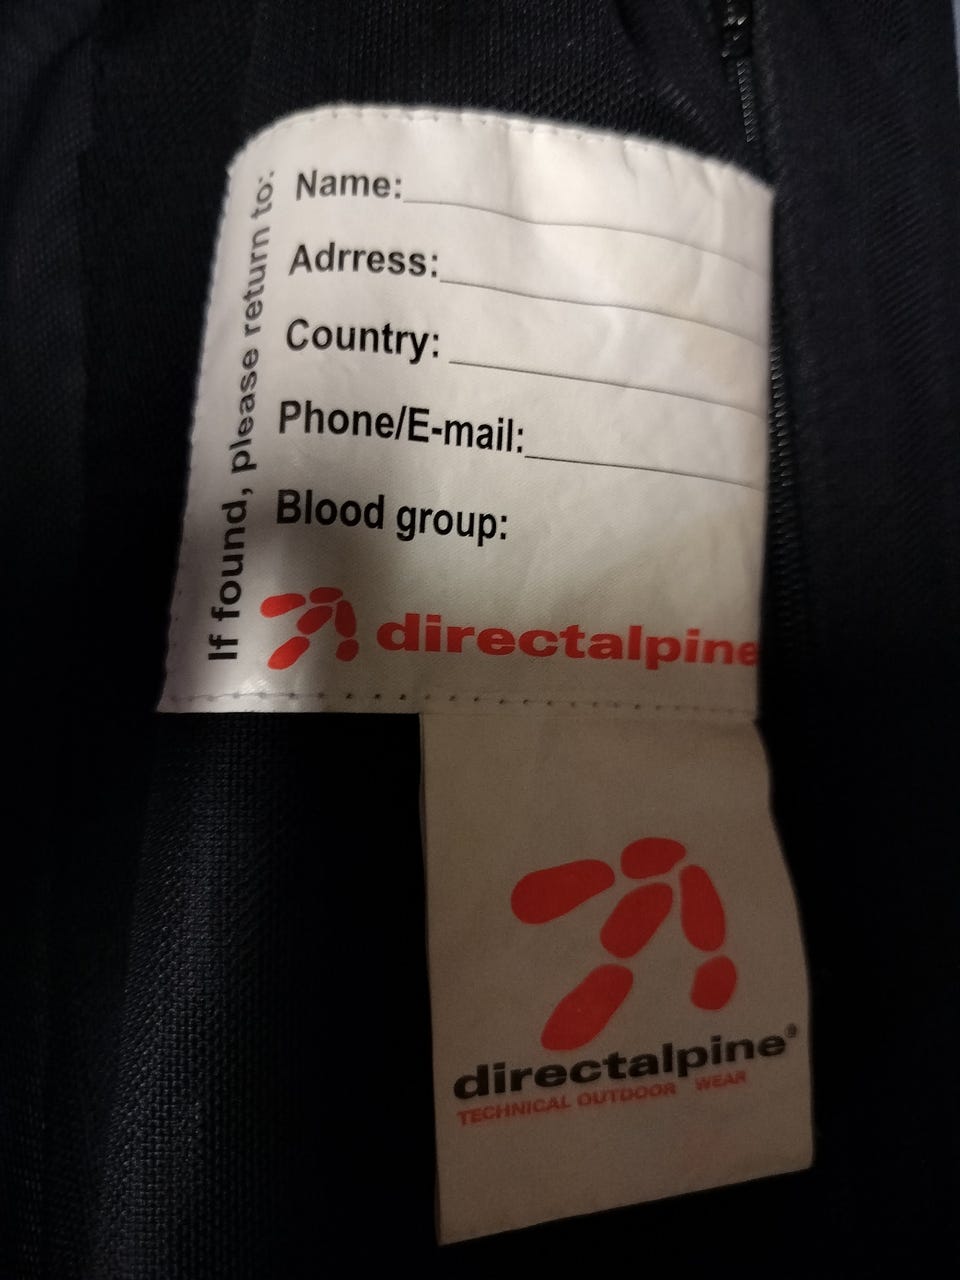 If found, please return to:
Name:
Adrress:
Country:
Phone/E-mail:
Blood group:
directalpine
directalpine®
TECHNICAL OUTDOOR WEAR